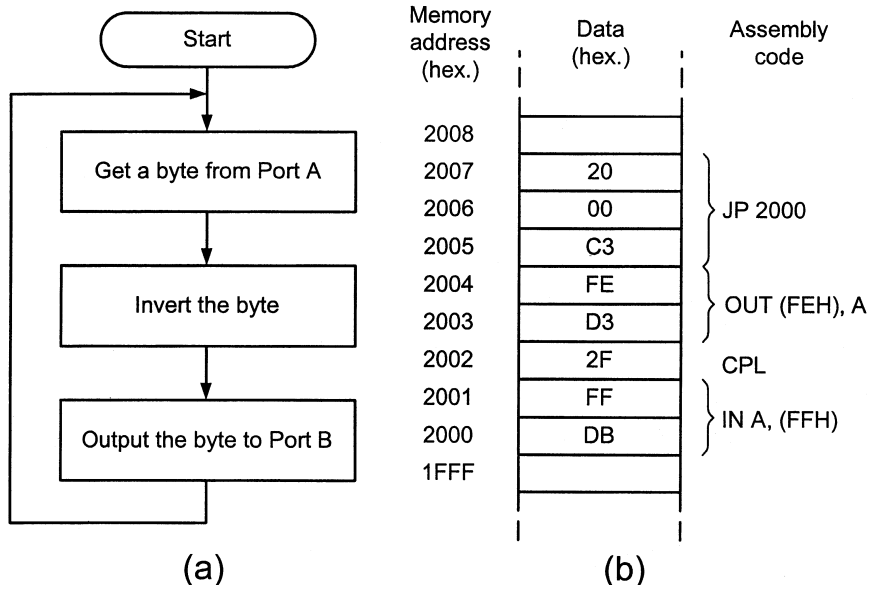 Start
Get a byte from Port A
Invert the byte
Output the byte to Port B
(a)
Memory
address
(hex.)
Data
(hex.)
Assembly
code
2008
2007 20
2006 00 JP 2000
2005 C3
2004 FE
OUT (FEH), A
2003 D3
2002 2F CPL
2001 FF
IN A, (FFH)
2000 DB
1FFF
(b)